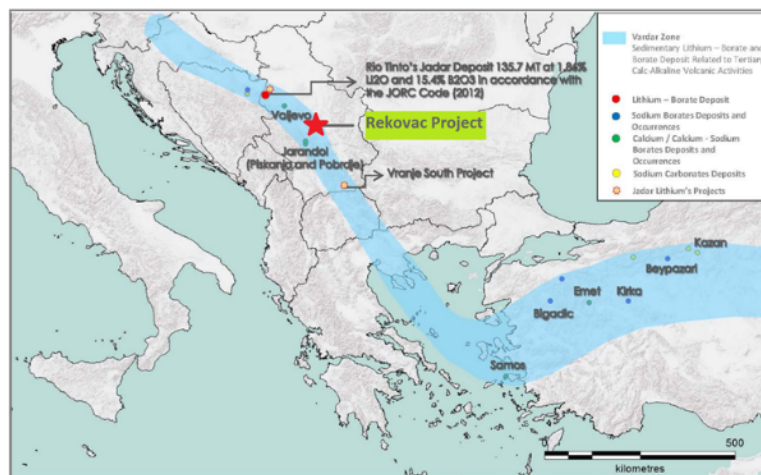 Rio Tinto's Jadar Deposit 135.7 MT at 1.86%
Li2O and 15.4% B2O3 in accordance with
the JORC Code (2012)
Valjevo
Rekovac Project
Jarandol
(Piskanja and Pobrdje)
Vranje South Project
Kazan
Beypazari
Emet
Kirka
Bigadic
Samos
Vardar Zone
Sedimentary Lithium – Borate and
Borate Deposit Related to Tertiary
Calc-Alkaline Volcanic Activities
Lithium – Borate Deposit
Sodium Borates Deposits and
Occurrences
Calcium / Calcium - Sodium
Borates Deposits and
Occurrences
Sodium Carbonates Deposits
Jadar Lithium's Projects
0
500
kilometres